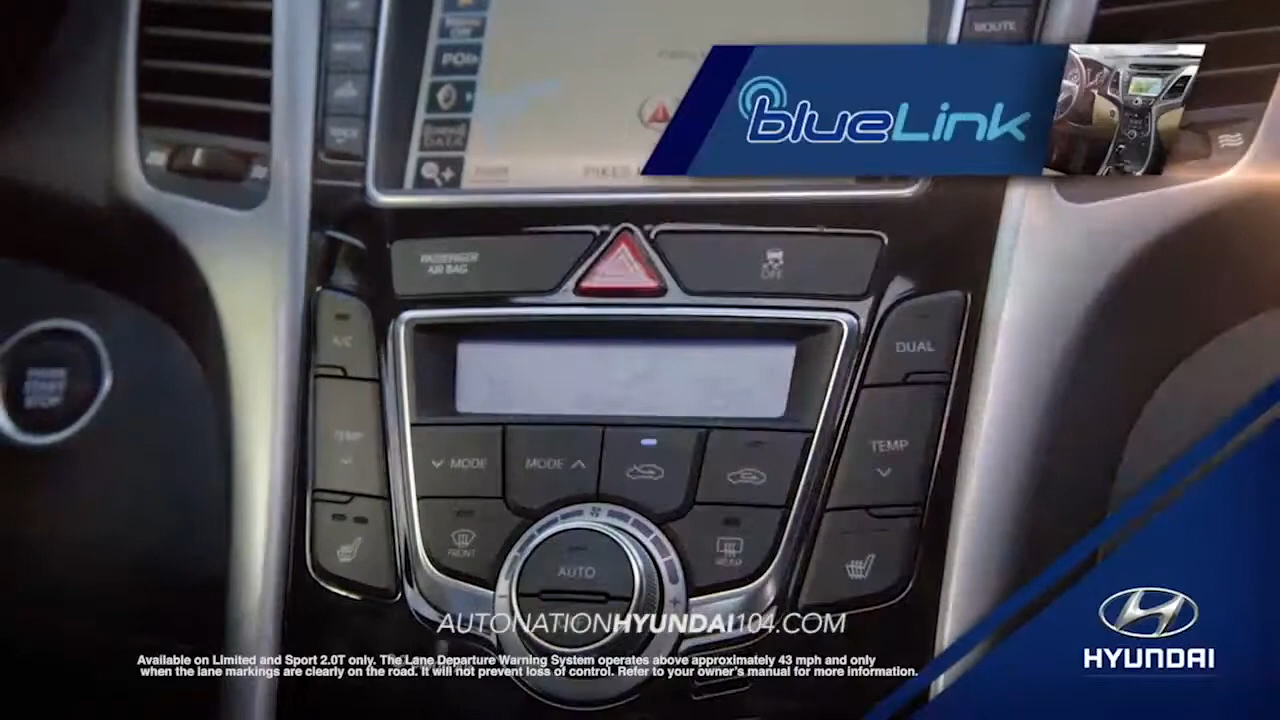 ROUTE
POI
blueLink
PASSENGER
AIR BAG
OFF
A/C
DUAL
TEMP
TEMP
MODE
MODE
FRONT
REAR
AUTO
START
STOP
AUTONATIONHYUNDAI104.COM
HYUNDAI
Available on LImited and Sport 2.0T only. The Lane Departure Warning System operates above approximately 43 mph and only
when the lane markings are clearly on the road. It will not prevent loss of control. Refer to your owner's manual for more information.